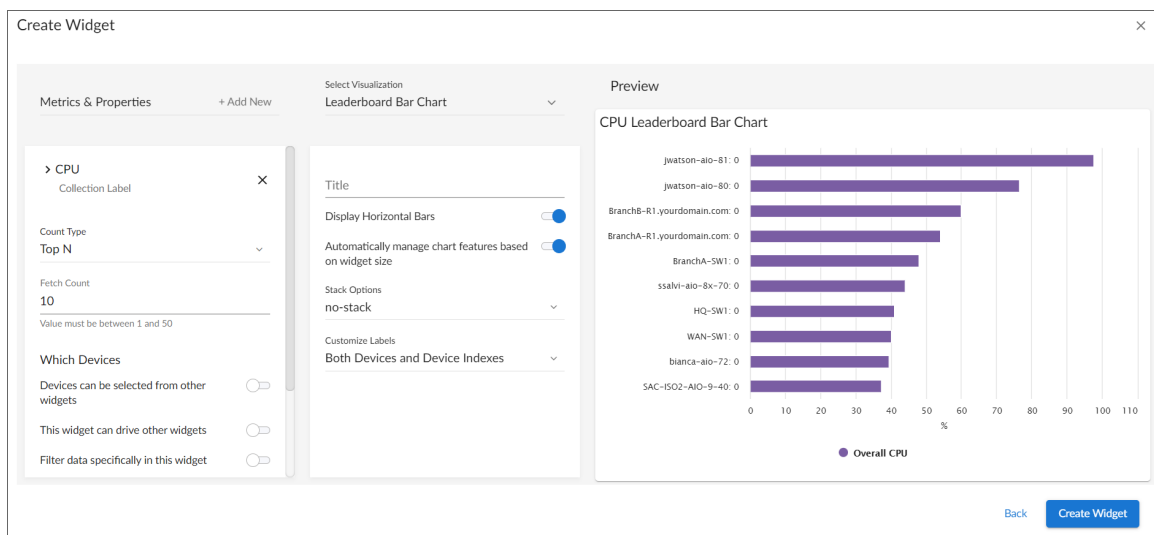 Create Widget
Metrics & Properties
+ Add New
Select Visualization
Leaderboard Bar Chart
Preview
CPU
Collection Label
Count Type
Top N
Fetch Count
10
Value must be between 1 and 50
Which Devices
Devices can be selected from other
widgets
This widget can drive other widgets
Filter data specifically in this widget
Title
Display Horizontal Bars
Automatically manage chart features based
on widget size
Stack Options
no-stack
Customize Labels
Both Devices and Device Indexes
CPU Leaderboard Bar Chart
jwatson-aio-81: 0
jwatson-aio-80: 0
BranchB-R1.yourdomain.com: 0
BranchA-R1.yourdomain.com: 0
BranchA-SW1: 0
ssalvi-aio-8x-70: 0
HQ-SW1: 0
WAN-SW1: 0
bianca-aio-72: 0
SAC-ISO2-AIO-9-40: 0
0 10 20 30 40 50 60 70 80 90 100 110
%
Overall CPU
Back
Create Widget